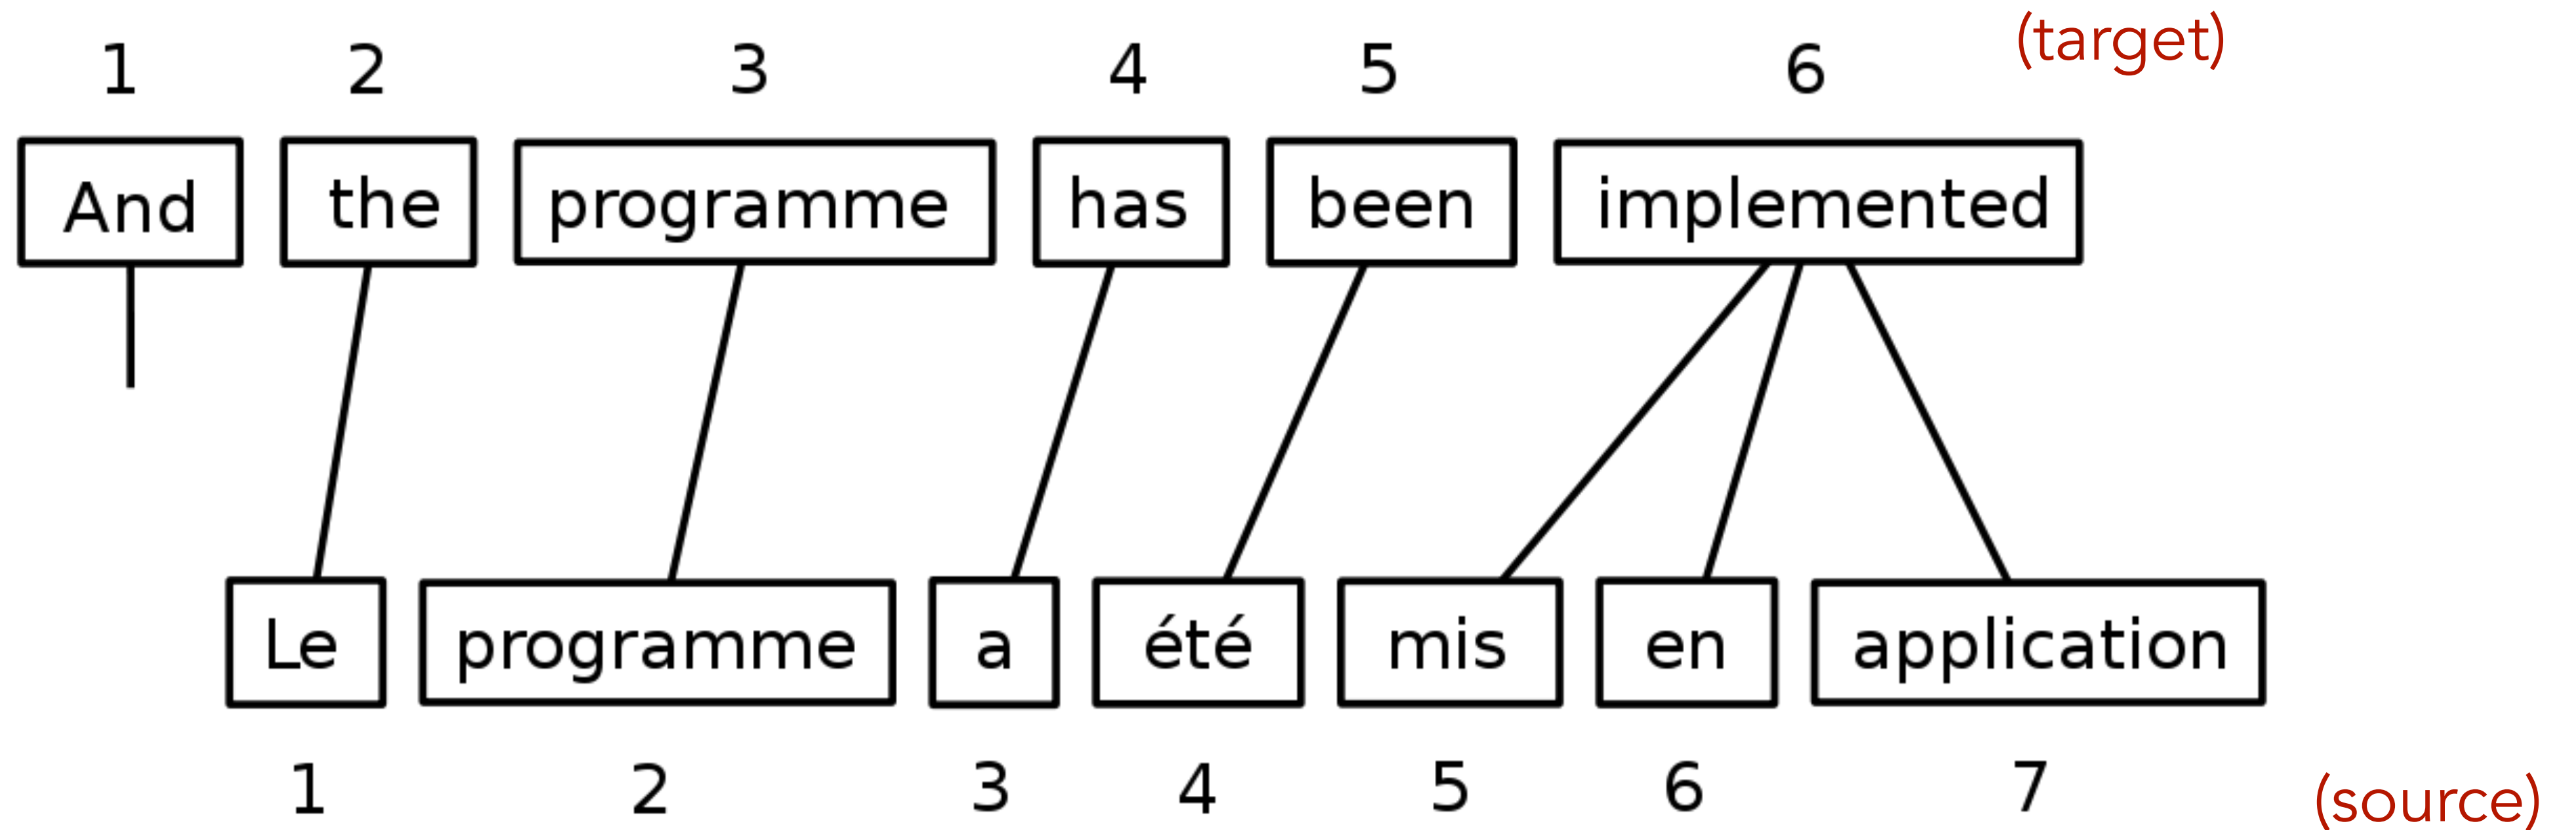 1 2 3 4 5 6 (target)
And the programme has been implemented
Le programme a été mis en application
1 2 3 4 5 6 7 (source)